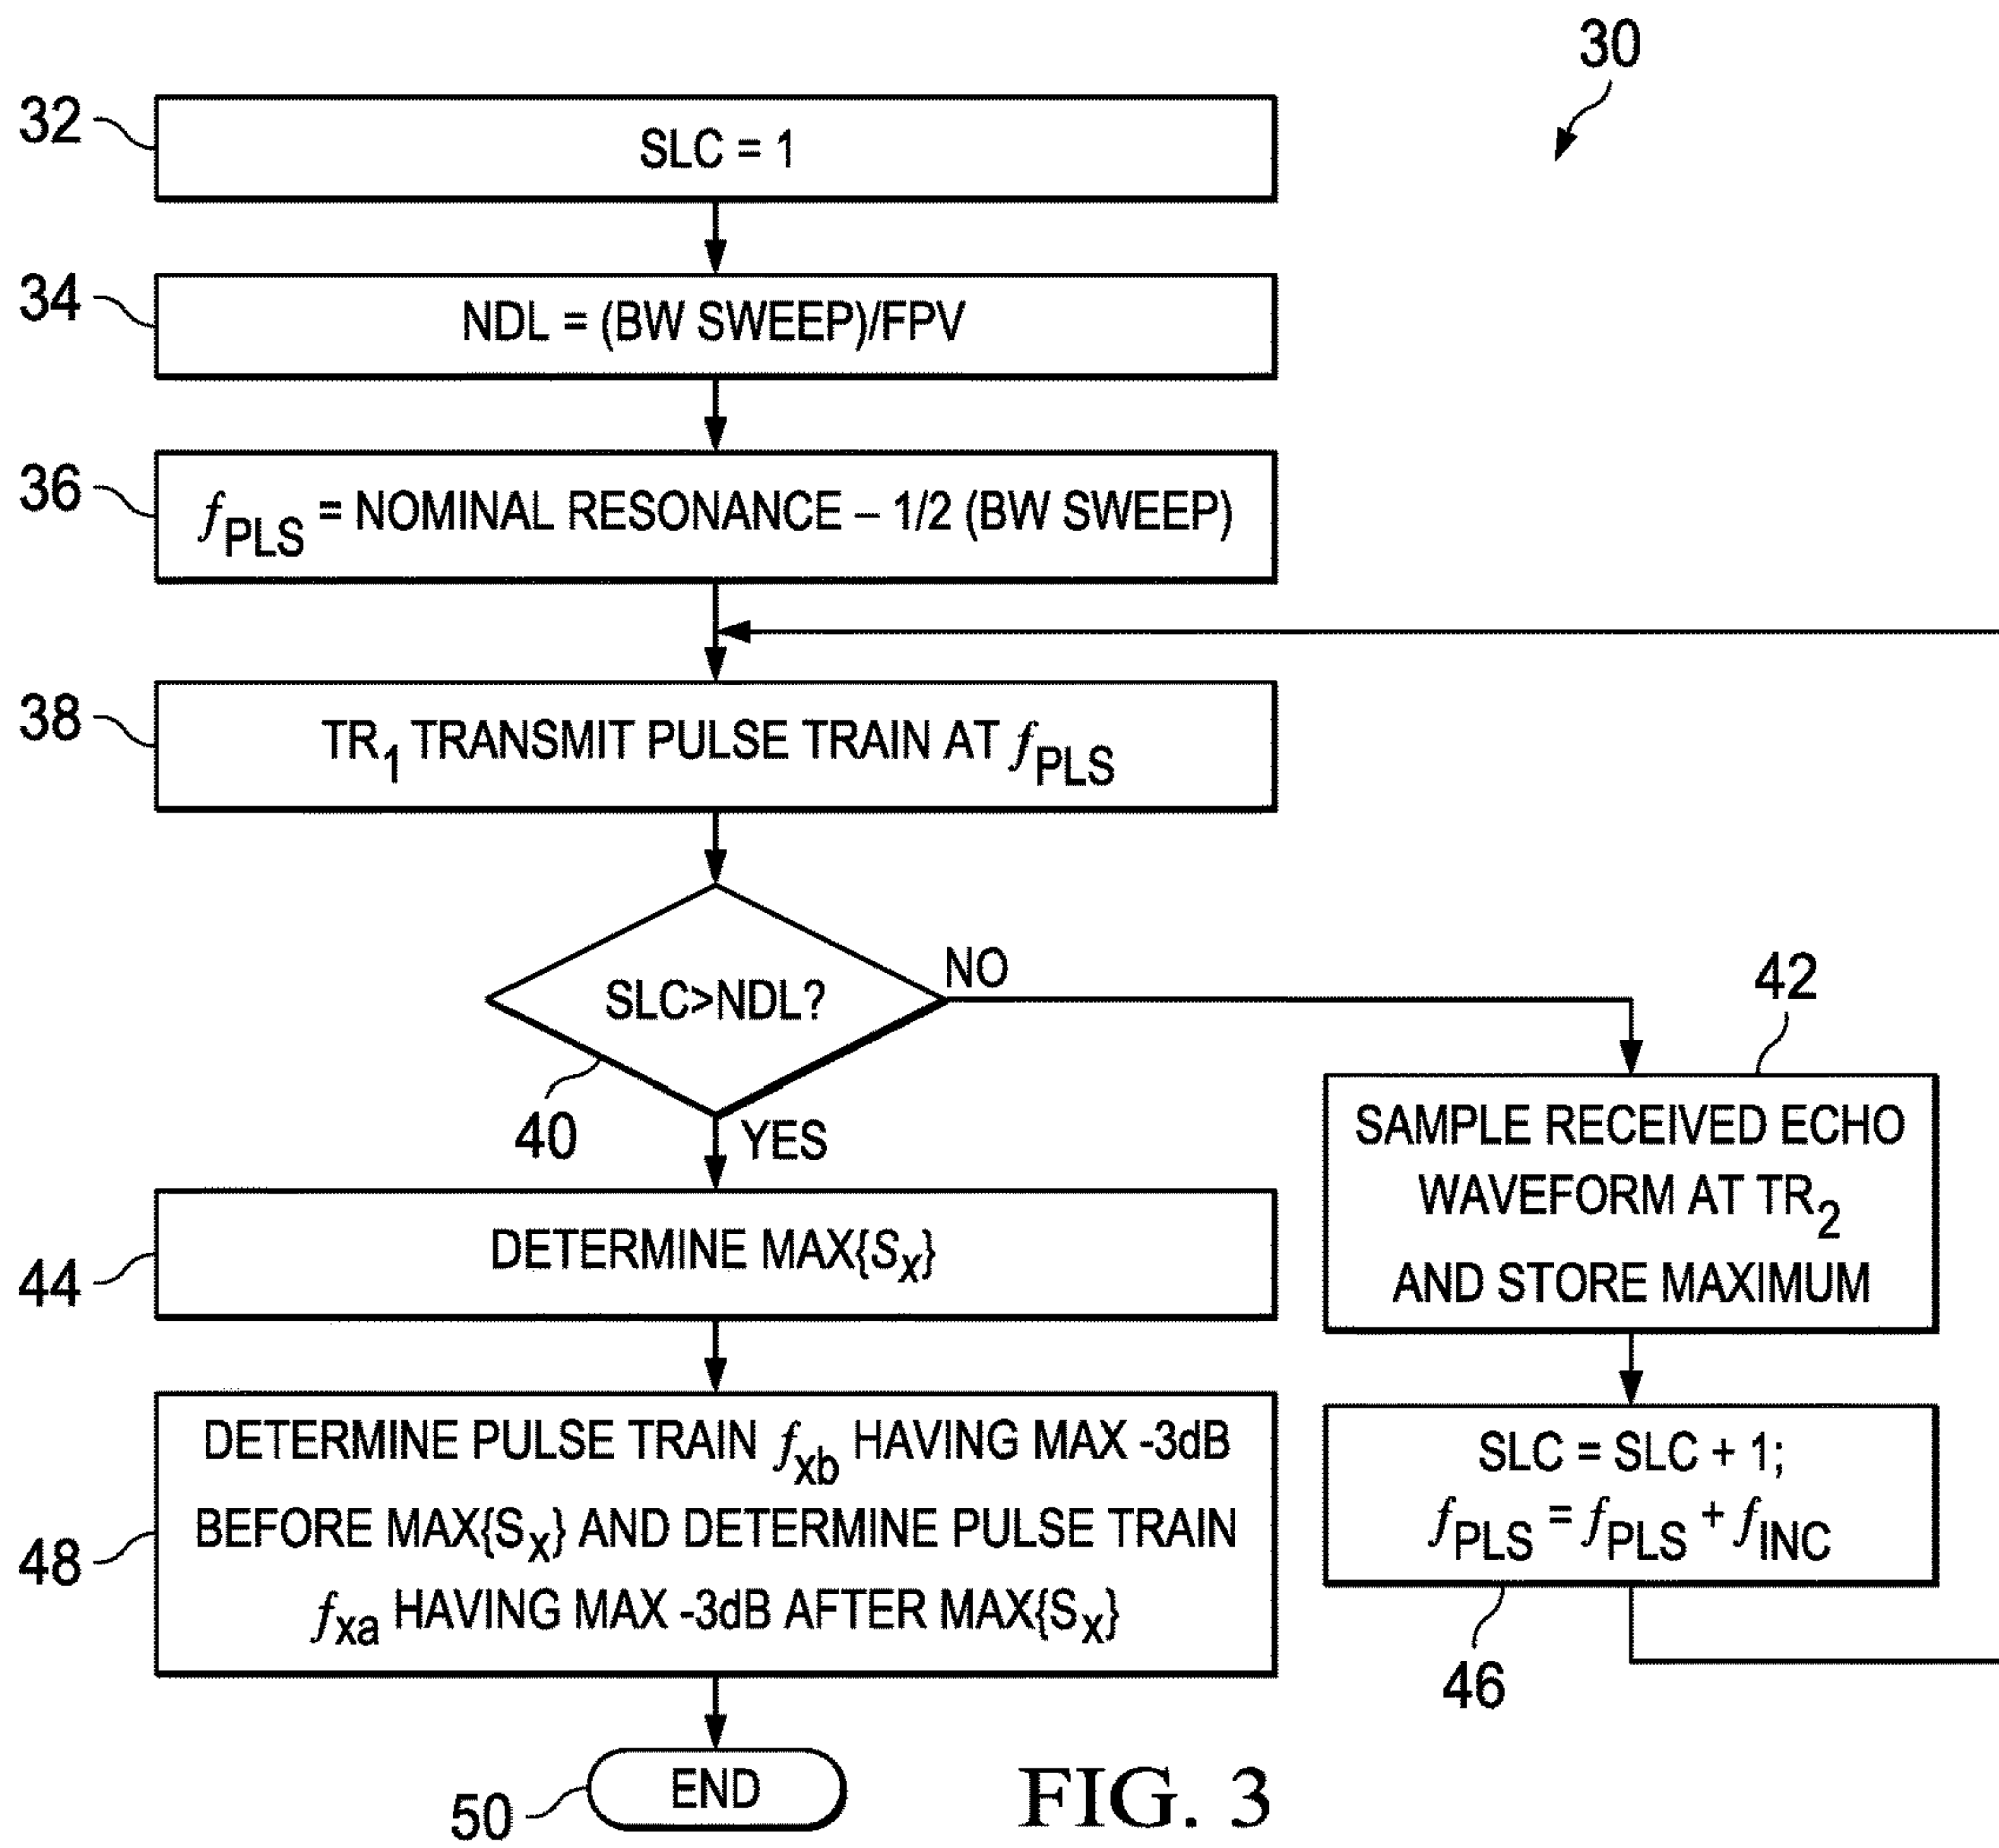 30
32
SLC = 1
34
NDL = (BW SWEEP)/FPV
36
fPLS = NOMINAL RESONANCE – 1/2 (BW SWEEP)
38
TR1 TRANSMIT PULSE TRAIN AT fPLS
SLC>NDL?
NO
40
YES
42
SAMPLE RECEIVED ECHO
WAVEFORM AT TR2
AND STORE MAXIMUM
44
DETERMINE MAX{Sx}
SLC = SLC + 1;
fPLS = fPLS + fINC
46
48
DETERMINE PULSE TRAIN fxb HAVING MAX -3dB
BEFORE MAX{Sx} AND DETERMINE PULSE TRAIN
fxa HAVING MAX -3dB AFTER MAX{Sx}
50
END
FIG. 3